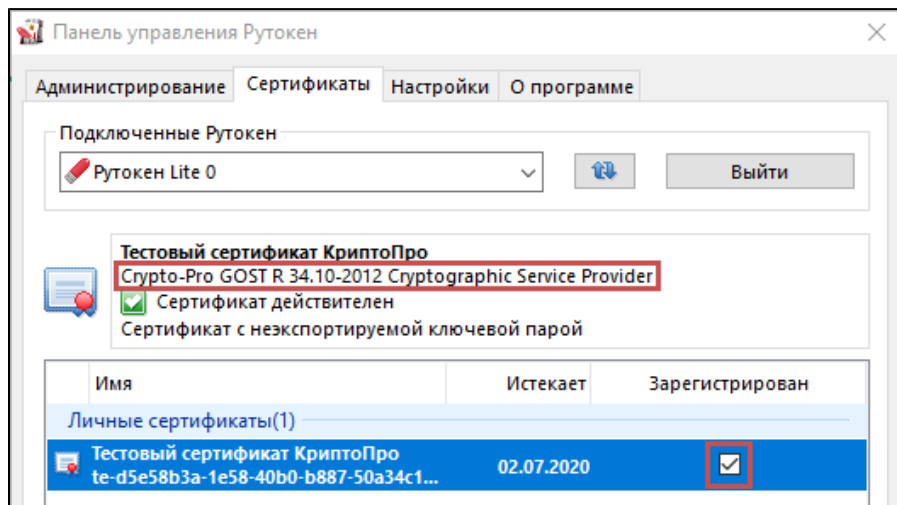 Панель управления Рутокен
Администрирование Сертификаты Настройки О программе
Подключенные Рутокен
Рутокен Lite 0 Выйти
Тестовый сертификат КриптоПро
Crypto-Pro GOST R 34.10-2012 Cryptographic Service Provider
Сертификат действителен
Сертификат с неэкспортируемой ключевой парой
Имя Истекает Зарегистрирован
Личные сертификаты(1)
Тестовый сертификат КриптоПро
te-d5e58b3a-1e58-40b0-b887-50a34c1... 02.07.2020